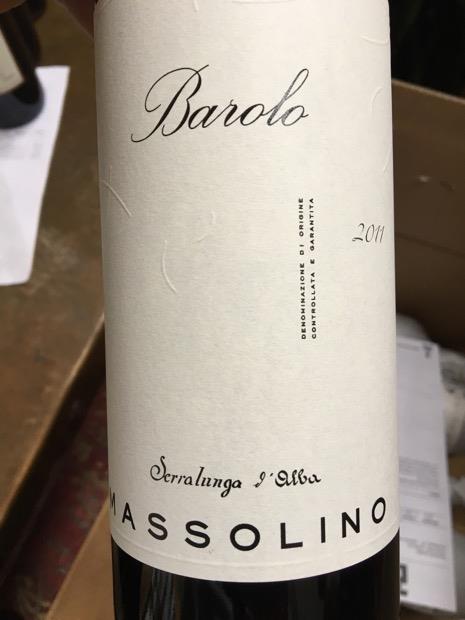 Barolo
2011
DENOMINAZIONE DI ORIGINE
CONTROLLATA E GARANTITA
Serralunga d'Alba
MASSOLINO